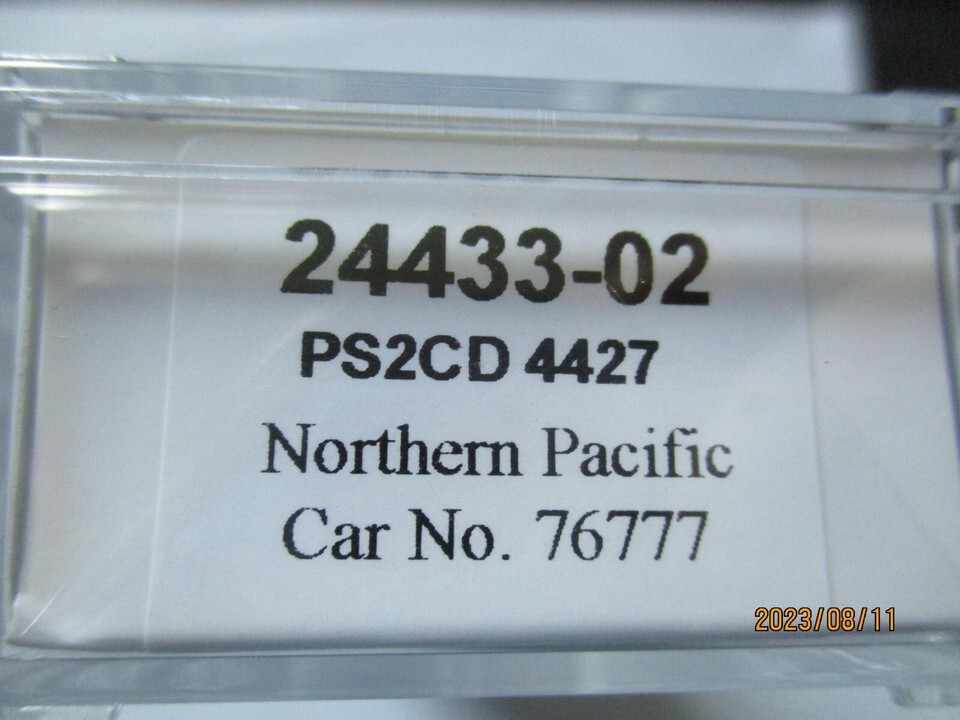 24433-02
PS2CD 4427
Northern Pacific
Car No. 76777
2023/08/11